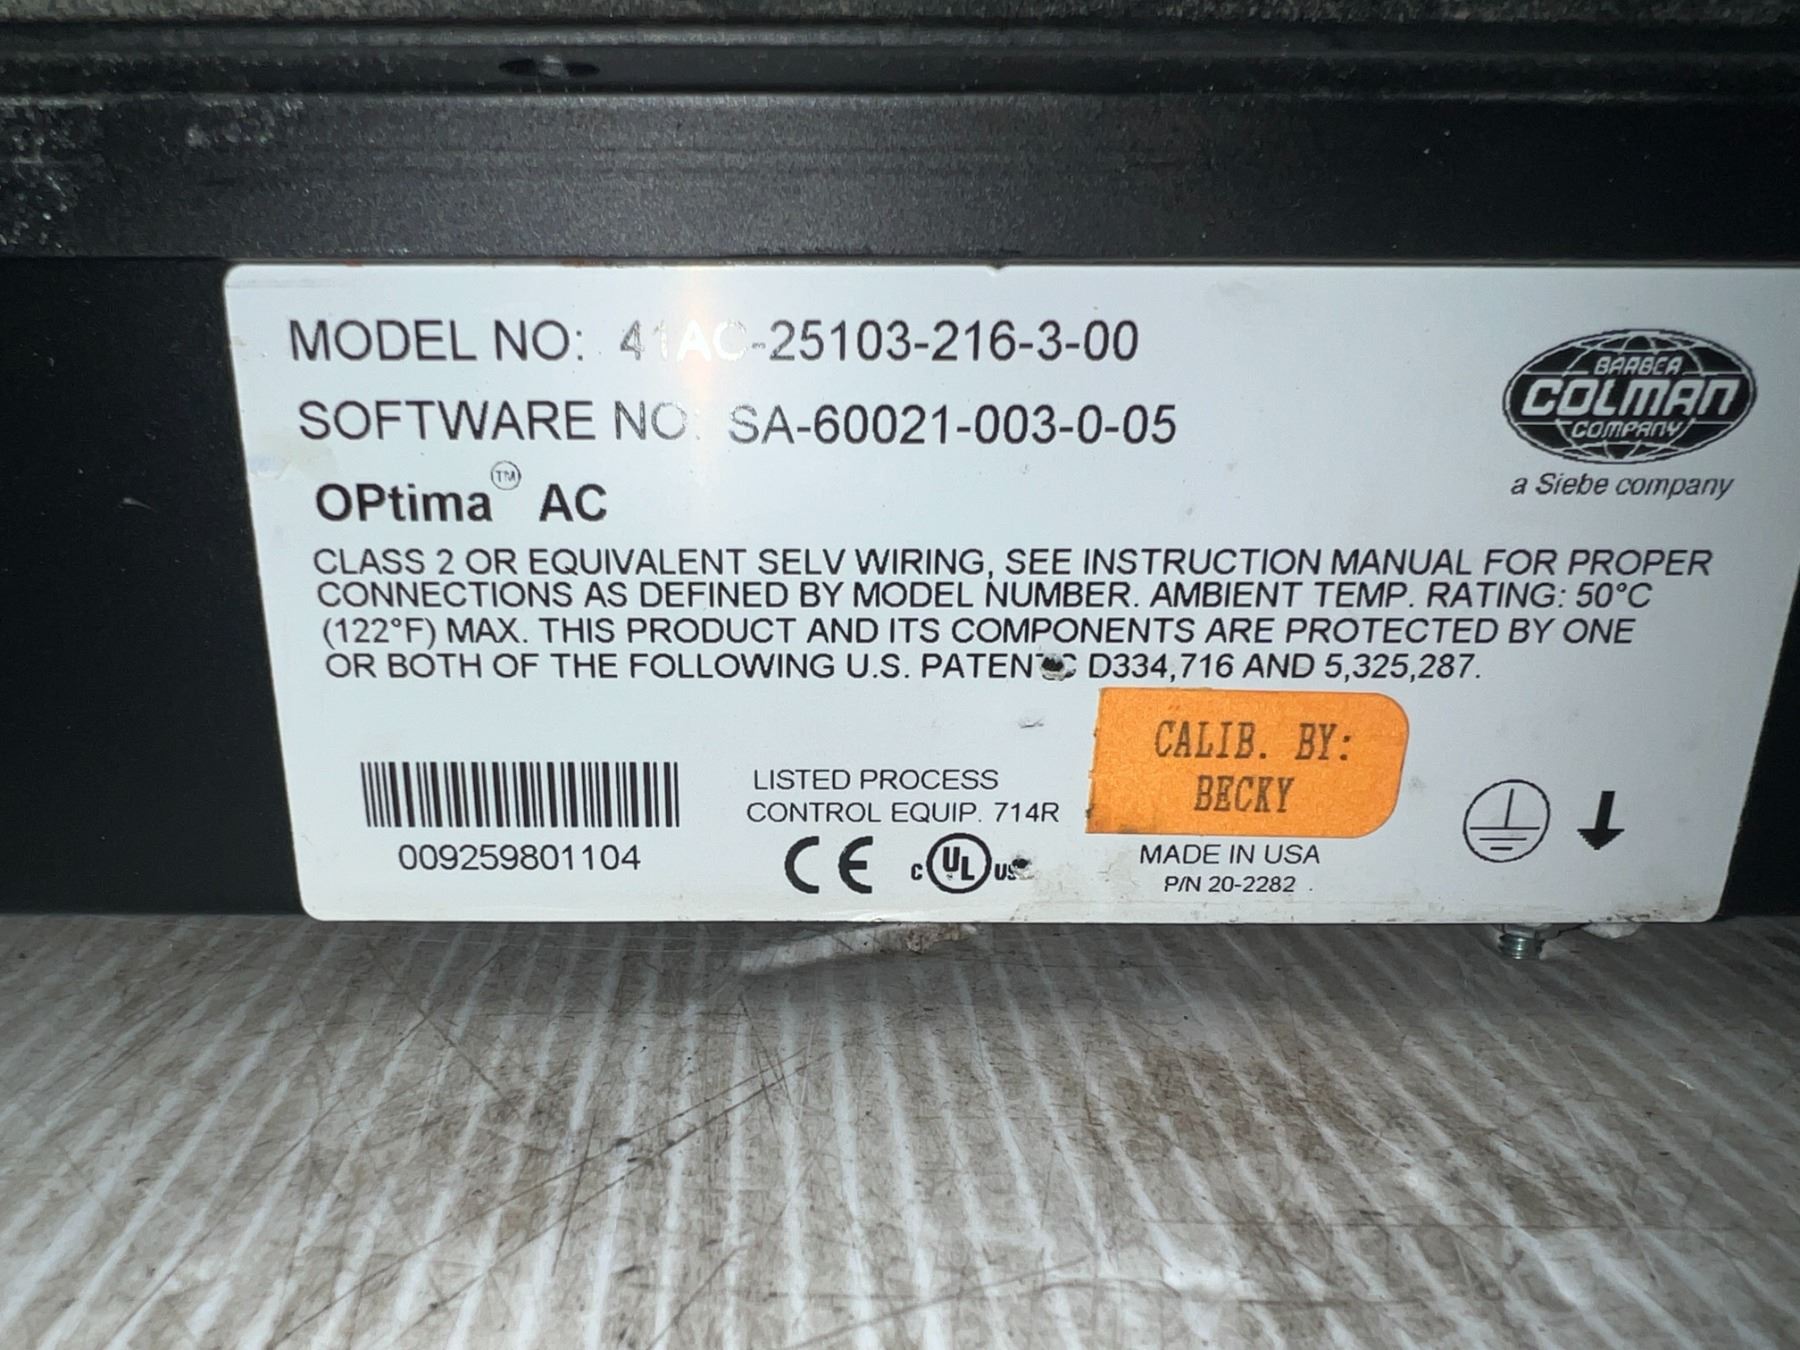 MODEL NO: 41AC-25103-216-3-00
SOFTWARE NO: SA-60021-003-0-05
OPtima™ AC
BARBER
COLMAN
COMPANY
a Siebe company
CLASS 2 OR EQUIVALENT SELV WIRING, SEE INSTRUCTION MANUAL FOR PROPER
CONNECTIONS AS DEFINED BY MODEL NUMBER. AMBIENT TEMP. RATING: 50°C
(122°F) MAX. THIS PRODUCT AND ITS COMPONENTS ARE PROTECTED BY ONE
OR BOTH OF THE FOLLOWING U.S. PATENTS D334,716 AND 5,325,287.
CALIB. BY:
BECKY
009259801104
LISTED PROCESS
CONTROL EQUIP. 714R
CE c UL us
MADE IN USA
P/N 20-2282